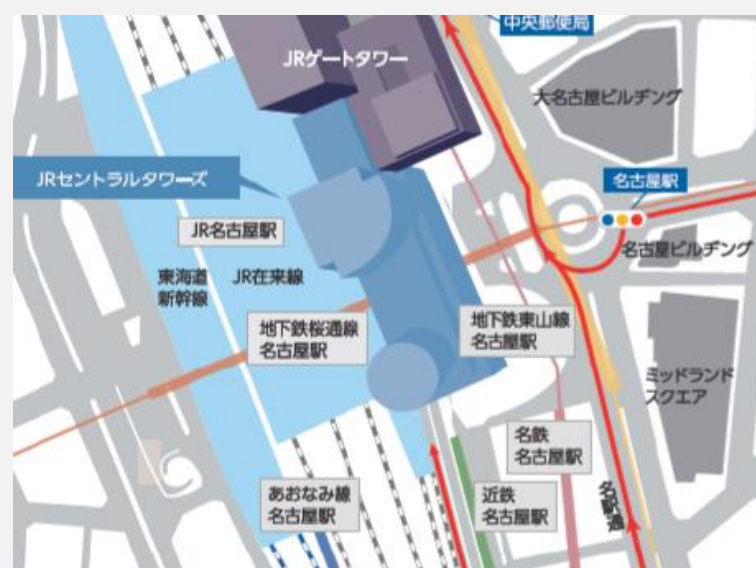 中央郵便局
JRゲートタワー
大名古屋ビルヂング
JRセントラルタワーズ
名古屋駅
JR名古屋駅
名古屋ビルヂング
東海道
新幹線
JR在来線
地下鉄桜通線
名古屋駅
地下鉄東山線
名古屋駅
ミッドランド
スクエア
名鉄
名古屋駅
あおなみ線
名古屋駅
近鉄
名古屋駅
名駅通